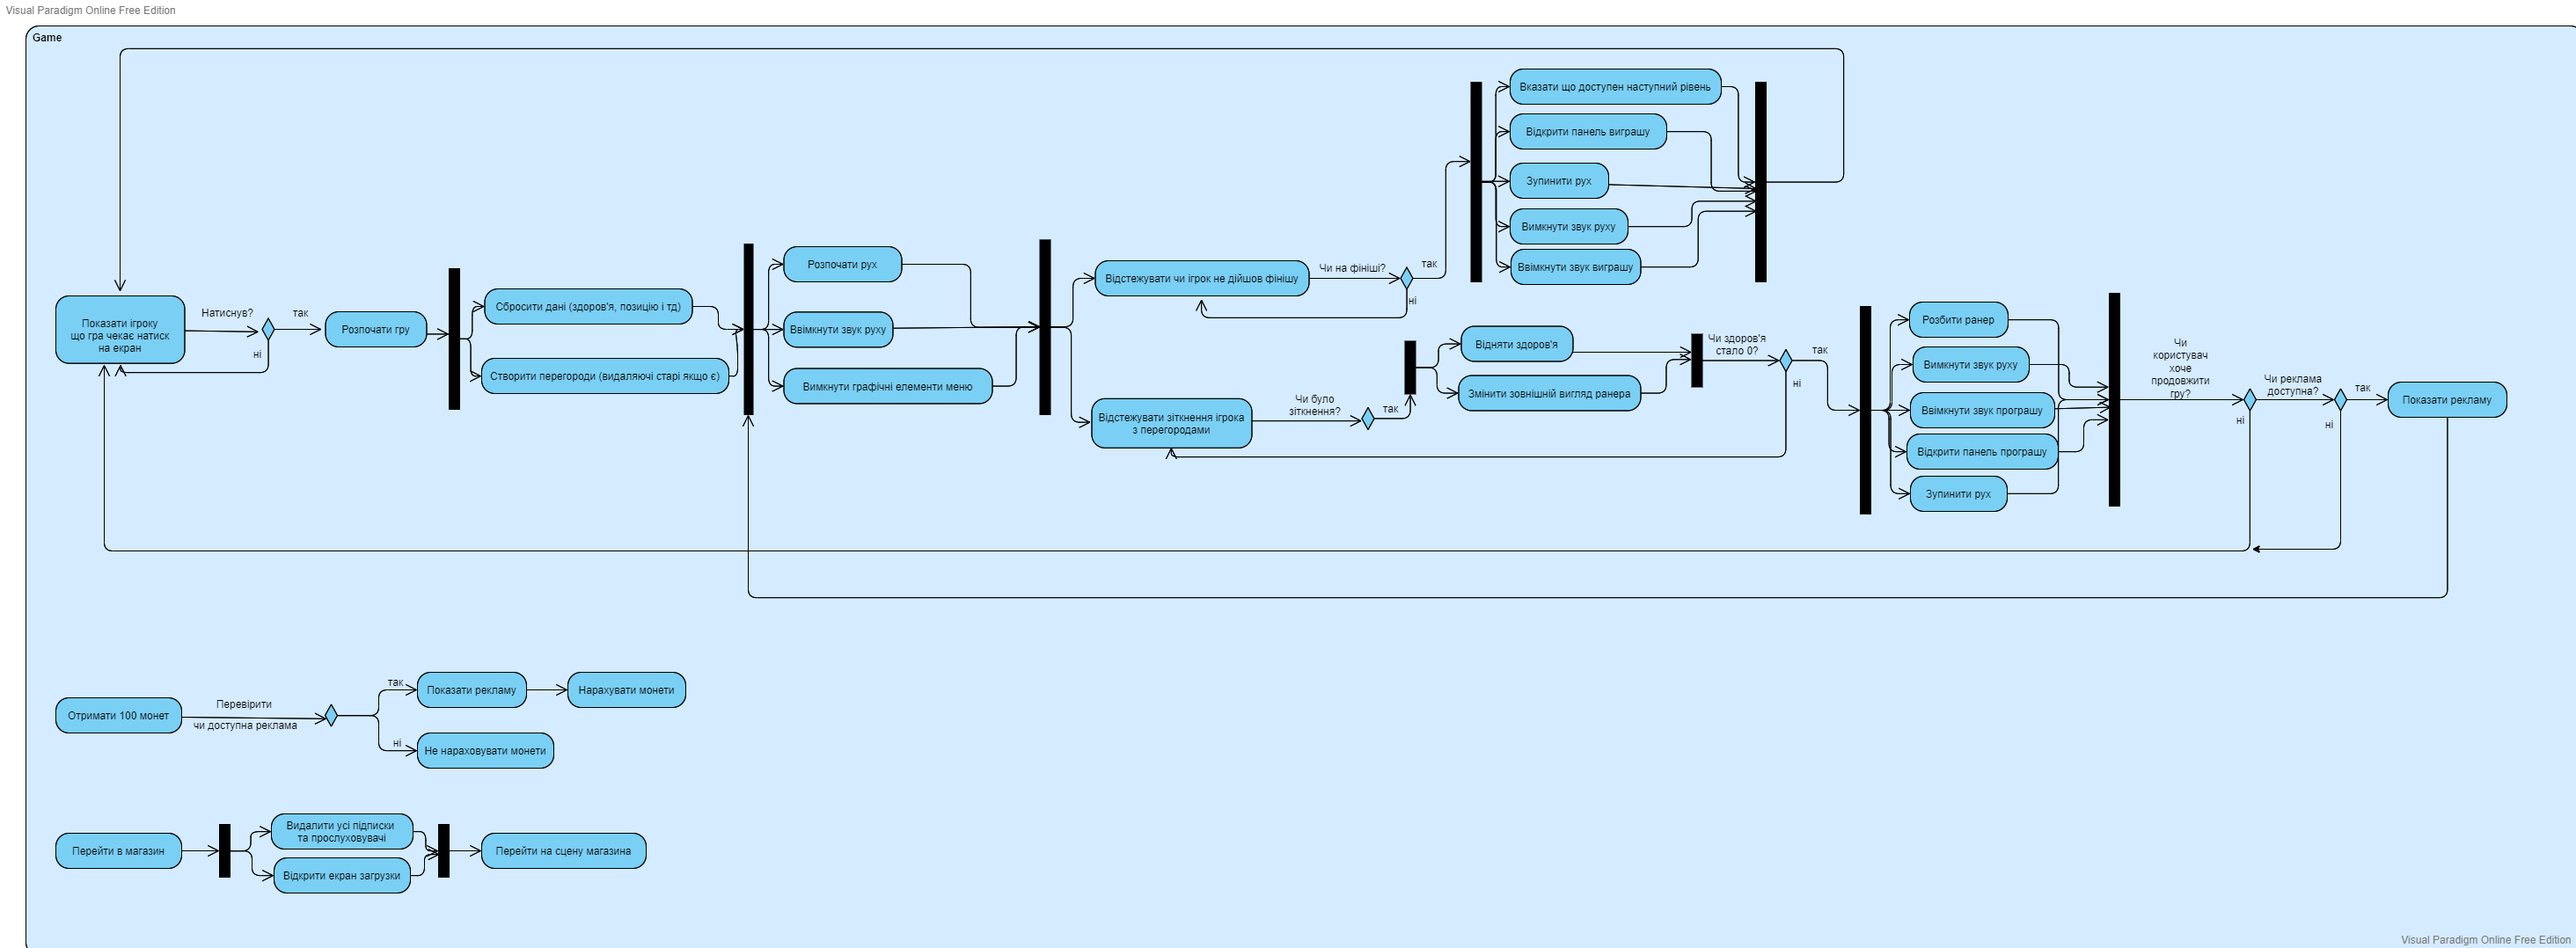 Visual Paradigm Online Free Edition
Game
Показати ігроку
що гра чекає натиск
на екран
Натиснув?
так
ні
Розпочати гру
Сбросити дані (здоров'я, позицію і тд)
Створити перегороди (видаляючі старі якщо є)
Розпочати рух
Ввімкнути звук руху
Вимкнути графічні елементи меню
Відстежувати чи ігрок не дійшов фінішу
Чи на фініші?
так
ні
Вказати що доступен наступний рівень
Відкрити панель виграшу
Зупинити рух
Вимкнути звук руху
Ввімкнути звук виграшу
Відстежувати зіткнення ігрока
з перегородами
Чи було
зіткнення?
так
Відняти здоров'я
Змінити зовнішній вигляд ранера
Чи здоров'я
стало 0?
так
ні
Розбити ранер
Вимкнути звук руху
Ввімкнути звук програшу
Відкрити панель програшу
Зупинити рух
Чи
користувач
хоче
продовжити
гру?
ні
Чи реклама
доступна?
так
ні
Показати рекламу
Отримати 100 монет
Перевірити
чи доступна реклама
так
Показати рекламу
Нарахувати монети
ні
Не нараховувати монети
Перейти в магазин
Видалити усі підписки
та прослуховувачі
Відкрити екран загрузки
Перейти на сцену магазина
Visual Paradigm Online Free Edition